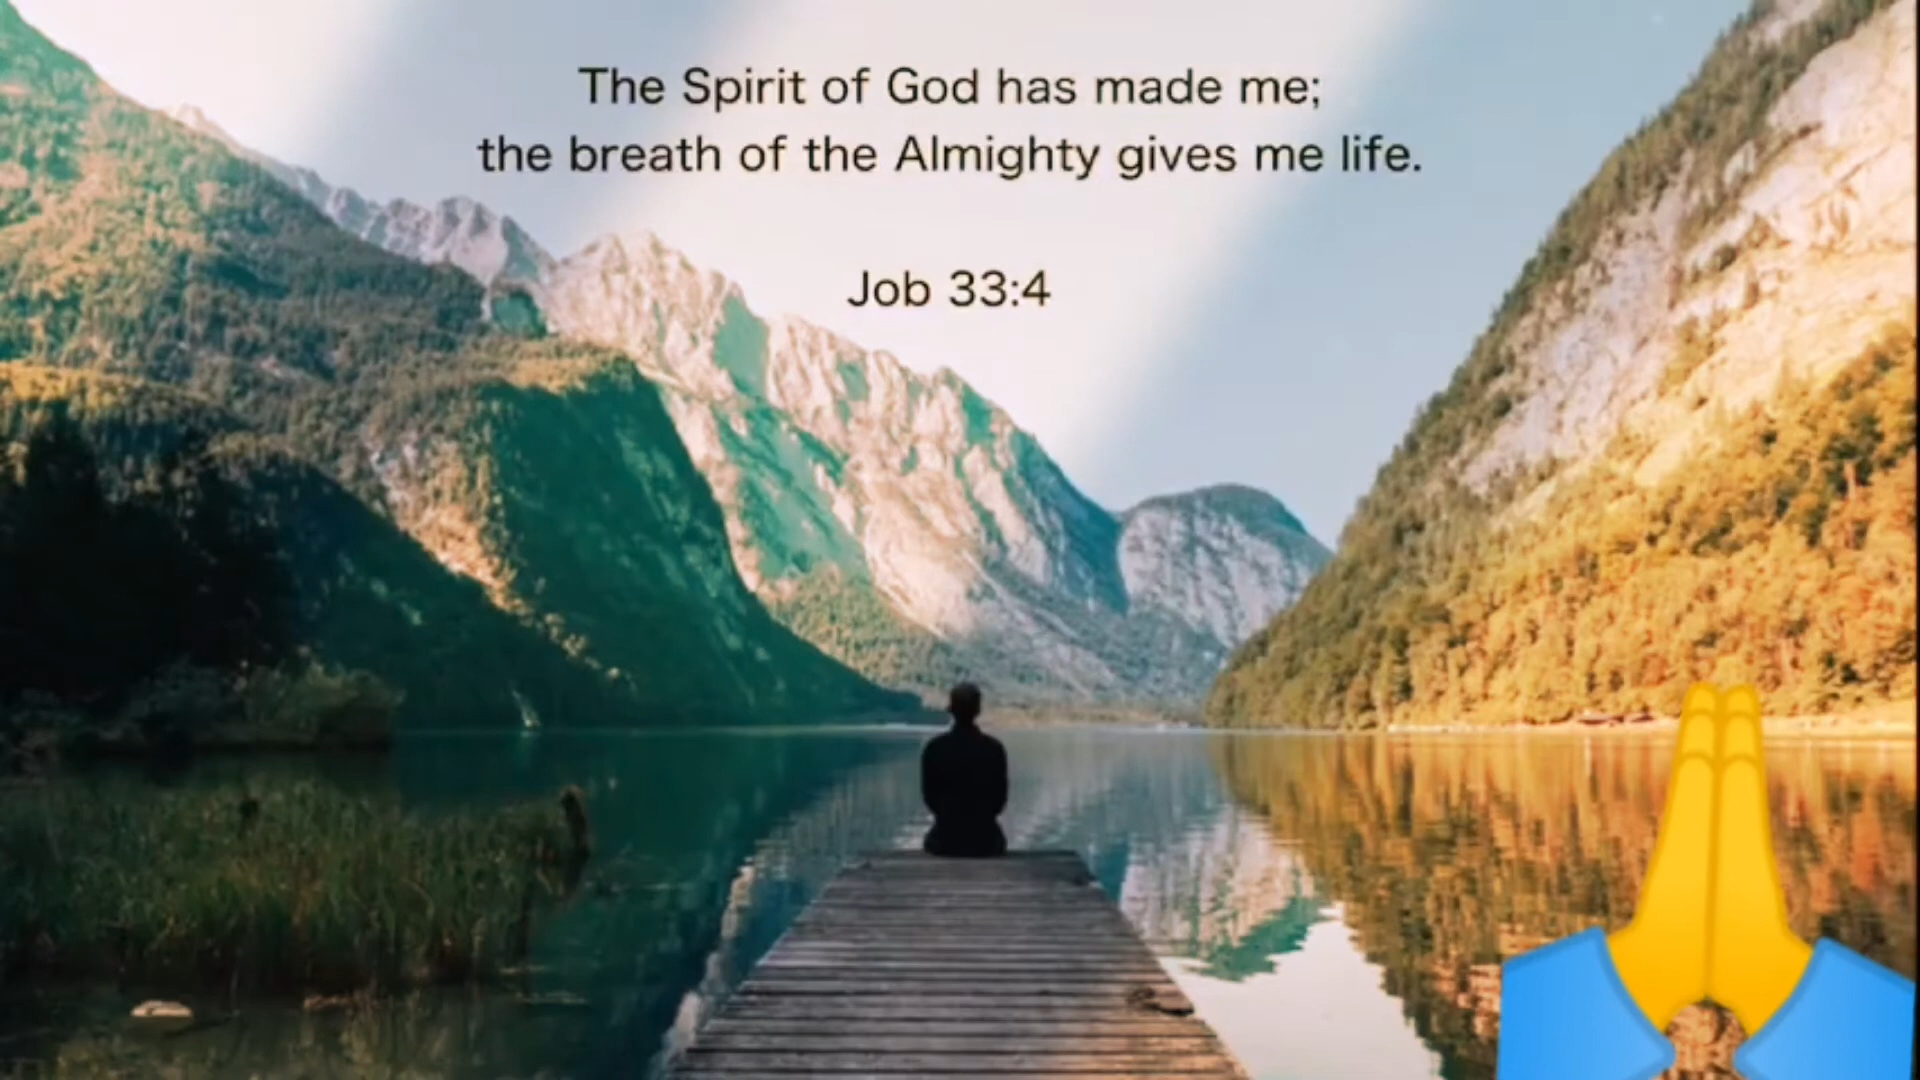 The Spirit of God has made me;
the breath of the Almighty gives me life.
Job 33:4